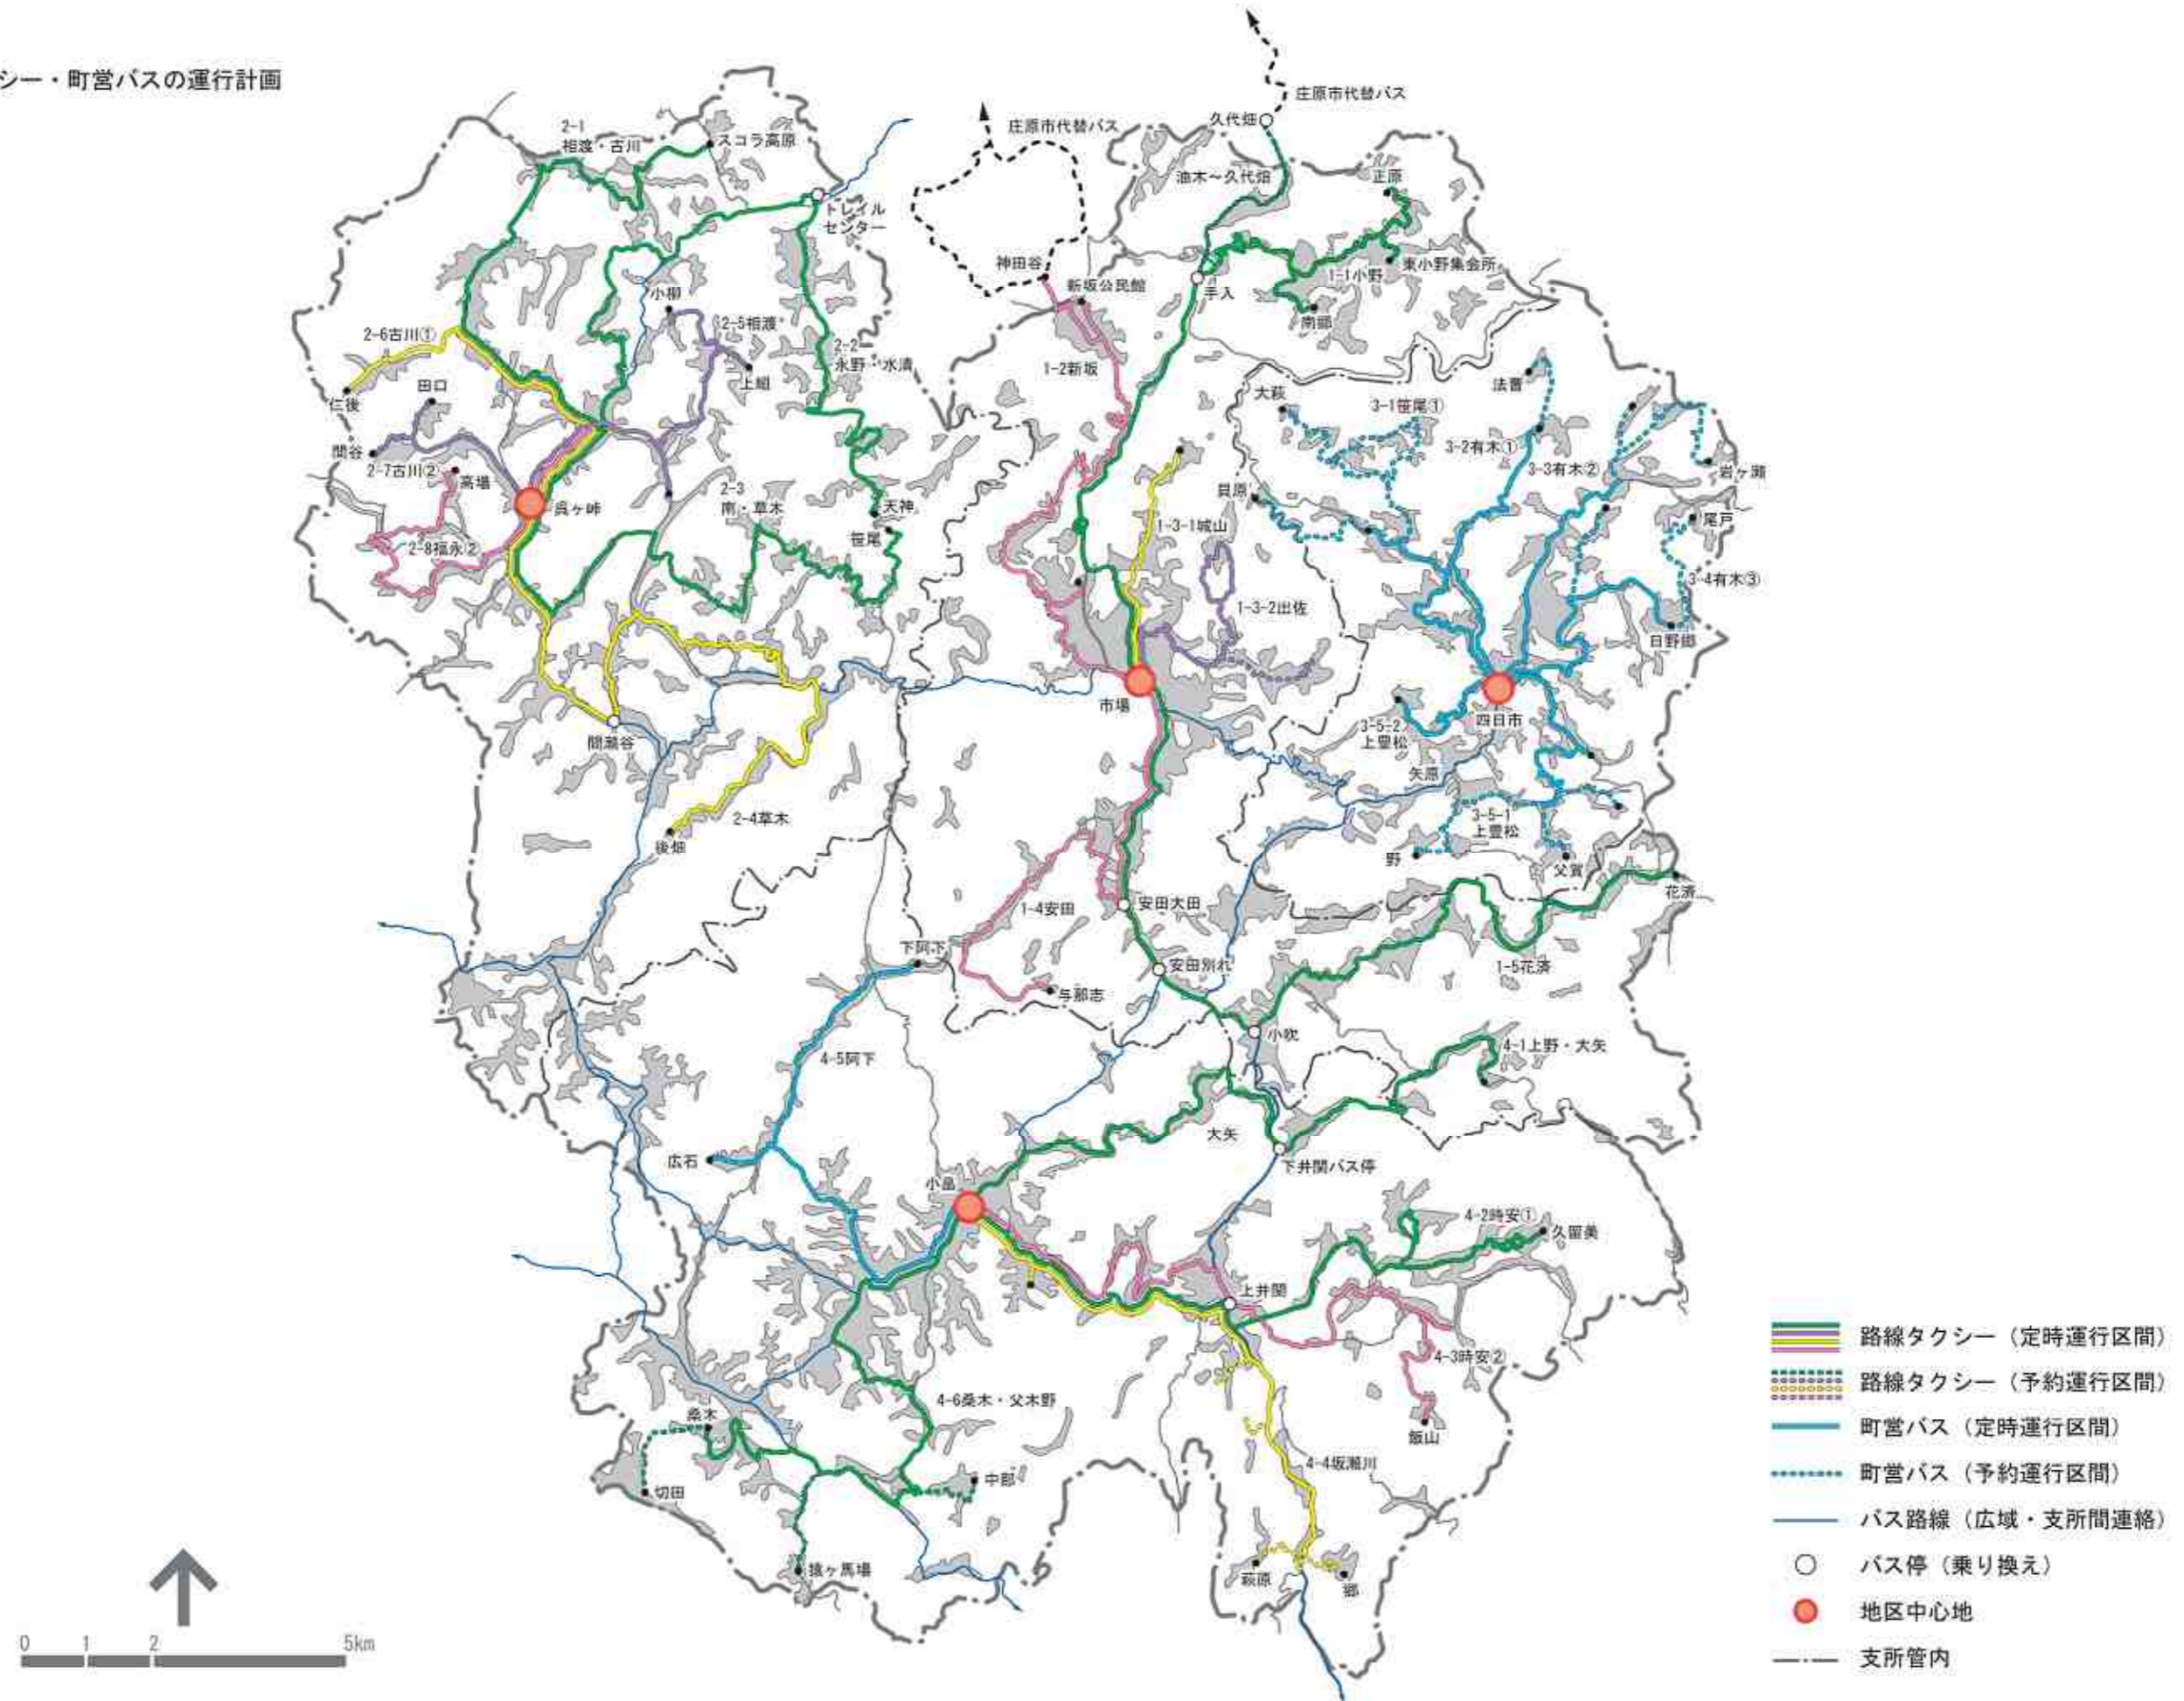 シー・町営バスの運行計画
庄原市代替バス
庄原市代替バス
久代畑
2-1
相渡・古川
スコラ高原
油木～久代畑
正原
トレイル
センター
神田谷
新坂公民館
手入
1-1小野
東小野集会所
南郷
小柳
2-5相渡
2-6古川①
2-2
永野・水清
上組
1-2新坂
仁後
田口
大萩
法曹
3-1笹尾①
3-2有木①
3-3有木②
岩ヶ瀬
間谷
2-7古川②
高場
呉ヶ峠
2-3
南・草木
天神
笹尾
貝原
尾戸
2-8福永②
1-3-1城山
1-3-2出佐
3-4有木③
日野郷
市場
四日市
3-5-2
上豊松
間瀬谷
矢原
2-4草木
後畑
3-5-1
上豊松
野
父賀
花済
1-4安田
安田大田
下阿下
安田別れ
与那志
1-5花済
小吹
4-1上野・大矢
4-5阿下
大矢
下井関バス停
広石
小畠
4-2時安①
久留美
上井関
4-3時安②
飯山
4-6桑木・父木野
桑木
切田
中部
4-4坂瀬川
猿ヶ馬場
萩原
郷
路線タクシー（定時運行区間）
路線タクシー（予約運行区間）
町営バス（定時運行区間）
町営バス（予約運行区間）
バス路線（広域・支所間連絡）
バス停（乗り換え）
地区中心地
支所管内
0 1 2 5km